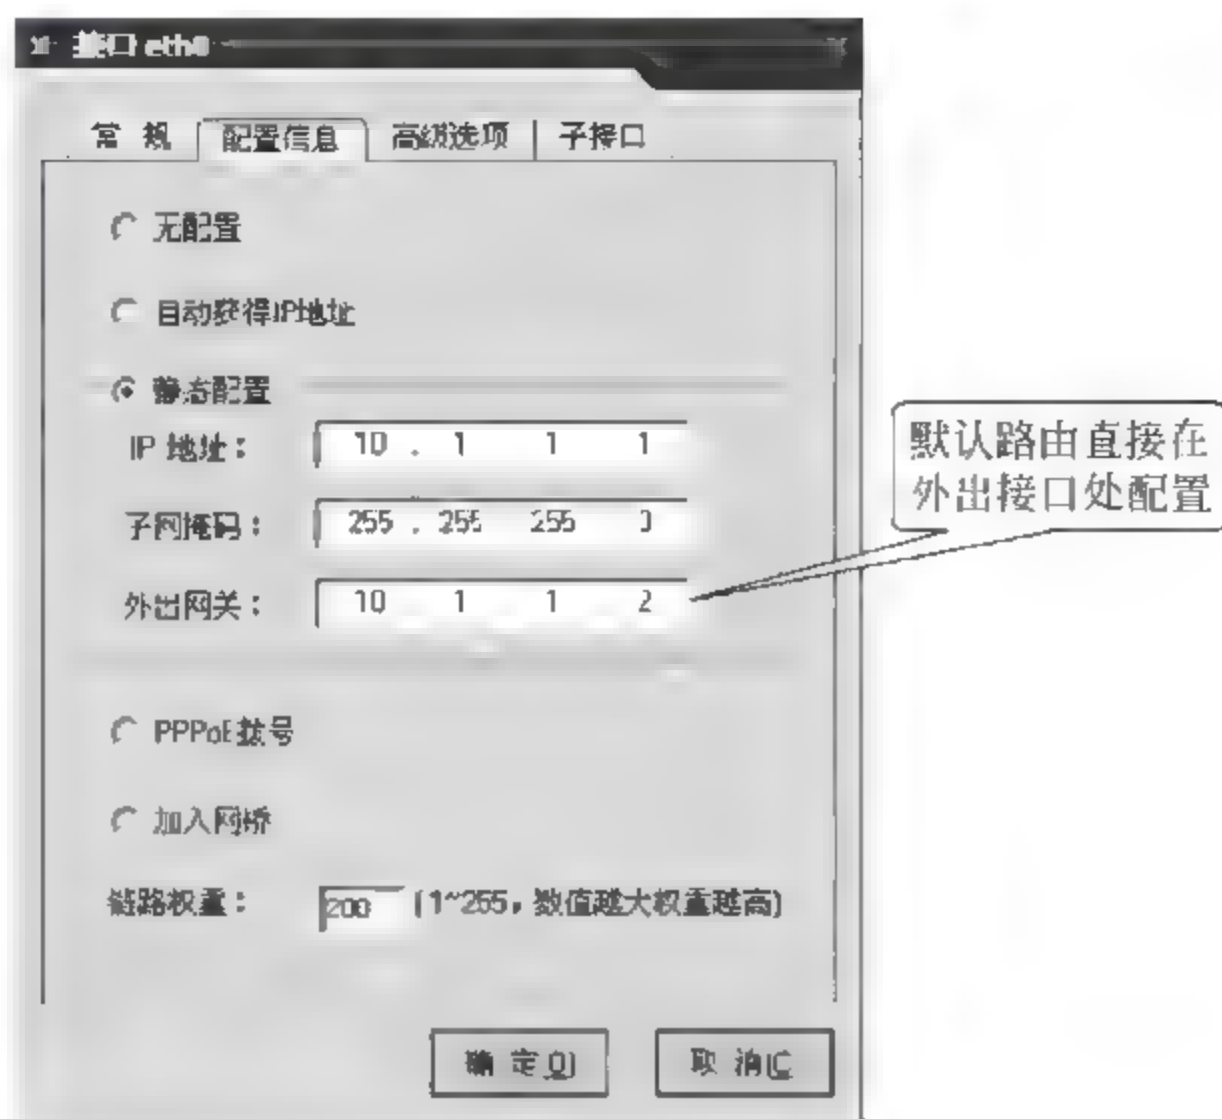 接口 eth0
常 规 配置信息 高级选项 子接口
无配置
自动获得IP地址
静态配置
IP 地址： 10 . 1 1 1
子网掩码： 255 . 255 255 0
外出网关： 10 1 1 2
默认路由直接在
外出接口处配置
PPPoE拨号
加入网桥
链路权重： 200 (1~255，数值越大权重越高)
确 定 O) 取 消(C